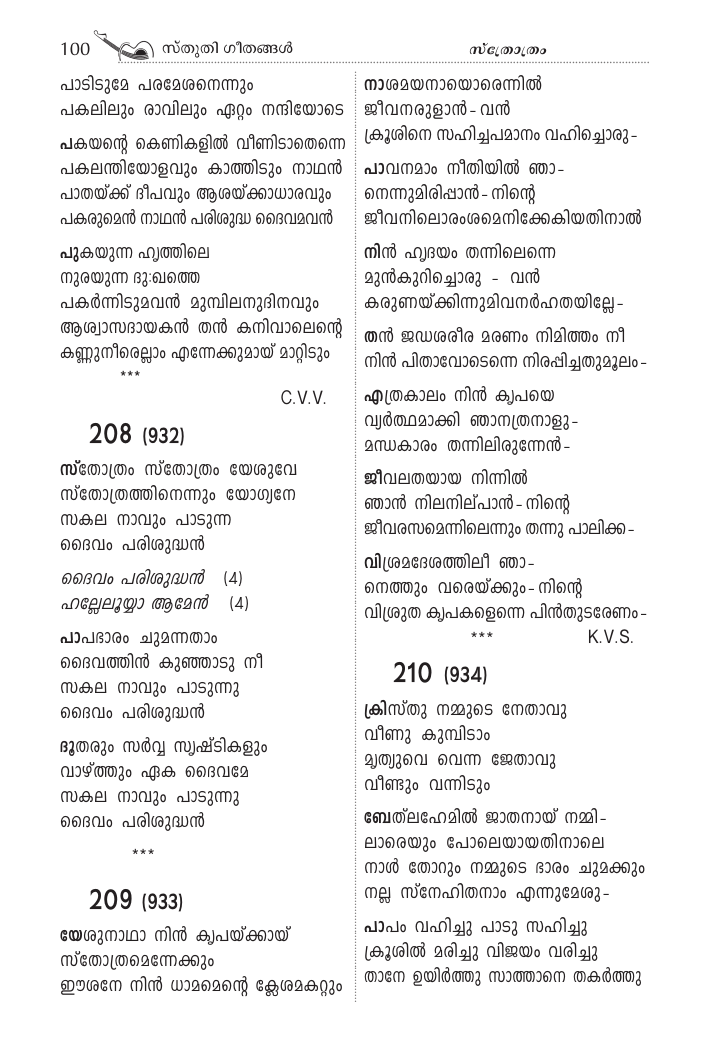 100 സ്തുതി ഗീതങ്ങൾ സ്തോത്രം
പാടിടുമേ പരമേശനെന്നും
പകലിലും രാവിലും ഏറ്റം നന്ദിയോടെ
പകയന്റെ കെണികളിൽ വീണിടാതെന്നെ
പകലന്തിയോളവും കാത്തിടും നാഥൻ
പാതയ്ക്ക് ദീപവും ആശയ്ക്കാധാരവും
പകരുമെൻ നാഥൻ പരിശുദ്ധ ദൈവമവൻ
പുകയുന്ന ഹൃത്തിലെ
നുരയുന്ന ദുഃഖത്തെ
പകർന്നിടുമവൻ മുമ്പിലനുദിനവും
ആശ്വാസദായകൻ തൻ കനിവാലെന്റെ
കണ്ണുനീരെല്ലാം എന്നേക്കുമായ് മാറ്റിടും
***
C.V.V.
208 (932)
സ്തോത്രം സ്തോത്രം യേശുവേ
സ്തോത്രത്തിനെന്നും യോഗ്യനേ
സകല നാവും പാടുന്ന
ദൈവം പരിശുദ്ധൻ
ദൈവം പരിശുദ്ധൻ (4)
ഹല്ലേലൂയ്യാ ആമേൻ (4)
പാപഭാരം ചുമന്നതാം
ദൈവത്തിൻ കുഞ്ഞാടു നീ
സകല നാവും പാടുന്നു
ദൈവം പരിശുദ്ധൻ
ദൂതരും സർവ്വ സൃഷ്ടികളും
വാഴ്ത്തും ഏക ദൈവമേ
സകല നാവും പാടുന്നു
ദൈവം പരിശുദ്ധൻ
***
209 (933)
യേശുനാഥാ നിൻ കൃപയ്ക്കായ്
സ്തോത്രമെന്നേക്കും
ഈശനേ നിൻ ധാമമെന്റെ ക്ലേശമകറ്റും
നാശമയനായൊരെന്നിൽ
ജീവനരുളാൻ-വൻ
ക്രൂശിനെ സഹിച്ചപമാനം വഹിച്ചൊരു-
പാവനമാം നീതിയിൽ ഞാ-
നെന്നുമിരിപ്പാൻ-നിന്റെ
ജീവനിലൊരംശമെനിക്കേകിയതിനാൽ
നിൻ ഹൃദയം തന്നിലെന്നെ
മുൻകുറിച്ചൊരു - വൻ
കരുണയ്ക്കിന്നുമിവനർഹതയില്ലേ-
തൻ ജഡശരീര മരണം നിമിത്തം നീ
നിൻ പിതാവോടെന്നെ നിരപ്പിച്ചതുമൂലം-
എത്രകാലം നിൻ കൃപയെ
വ്യർത്ഥമാക്കി ഞാനത്രനാളു-
മന്ധകാരം തന്നിലിരുന്നേൻ-
ജീവലതയായ നിന്നിൽ
ഞാൻ നിലനില്പാൻ-നിന്റെ
ജീവരസമെന്നിലെന്നും തന്നു പാലിക്ക-
വിശ്രമദേശത്തിലീ ഞാ-
നെത്തും വരെയ്ക്കും-നിന്റെ
വിശ്രുത കൃപകളെന്നെ പിൻതുടരേണം-
*** K.V.S.
210 (934)
ക്രിസ്തു നമ്മുടെ നേതാവു
വീണു കുമ്പിടാം
മൃത്യുവെ വെന്ന ജേതാവു
വീണ്ടും വന്നിടും
ബേത്ലഹേമിൽ ജാതനായ് നമ്മി-
ലാരെയും പോലെയായതിനാലെ
നാൾ തോറും നമ്മുടെ ഭാരം ചുമക്കും
നല്ല സ്നേഹിതനാം എന്നുമേശു-
പാപം വഹിച്ചു പാടു സഹിച്ചു
ക്രൂശിൽ മരിച്ചു വിജയം വരിച്ചു
താനേ ഉയിർത്തു സാത്താനെ തകർത്തു